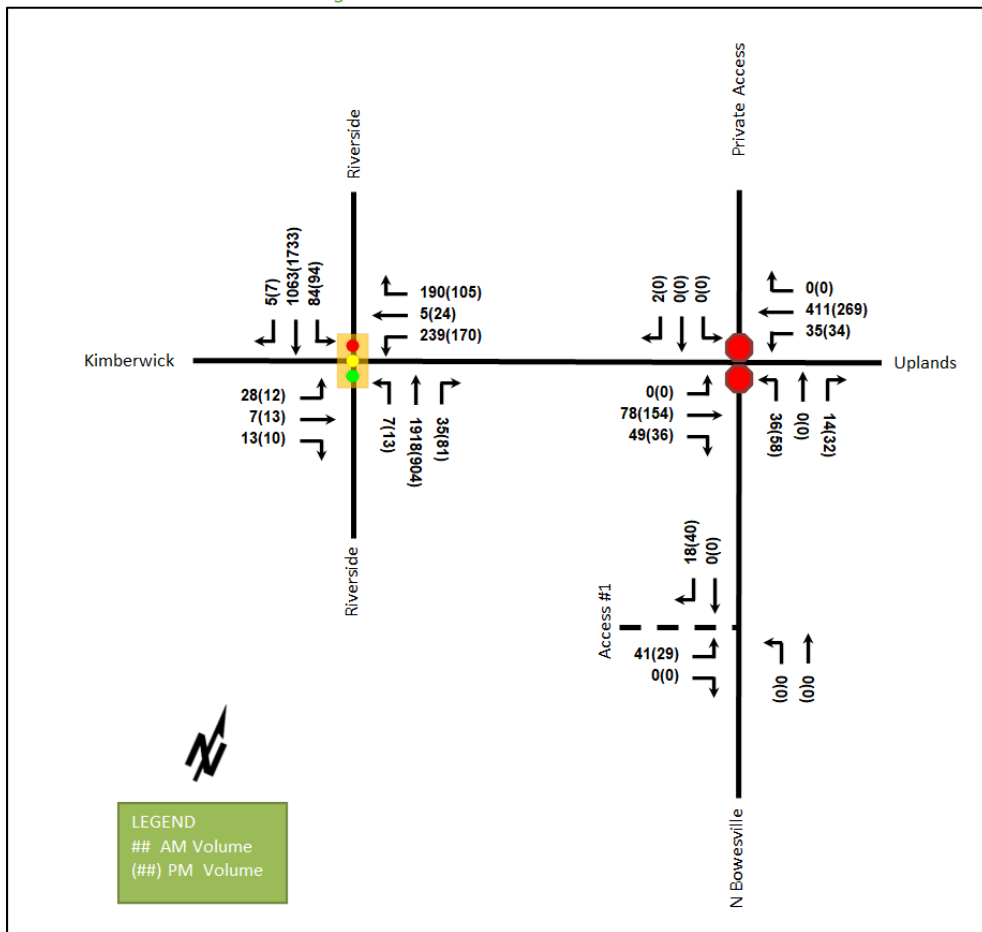 Riverside
Private Access
5(7)
1063(1733)
84(94)
190(105)
5(24)
239(170)
2(0)
0(0)
0(0)
0(0)
411(269)
35(34)
Kimberwick
Uplands
28(12)
7(13)
13(10)
7(13)
1918(904)
35(81)
0(0)
78(154)
49(36)
36(58)
0(0)
14(32)
Riverside
18(40)
0(0)
Access #1
41(29)
0(0)
0(0)
0(0)
N
LEGEND
## AM Volume
(##) PM Volume
N Bowesville